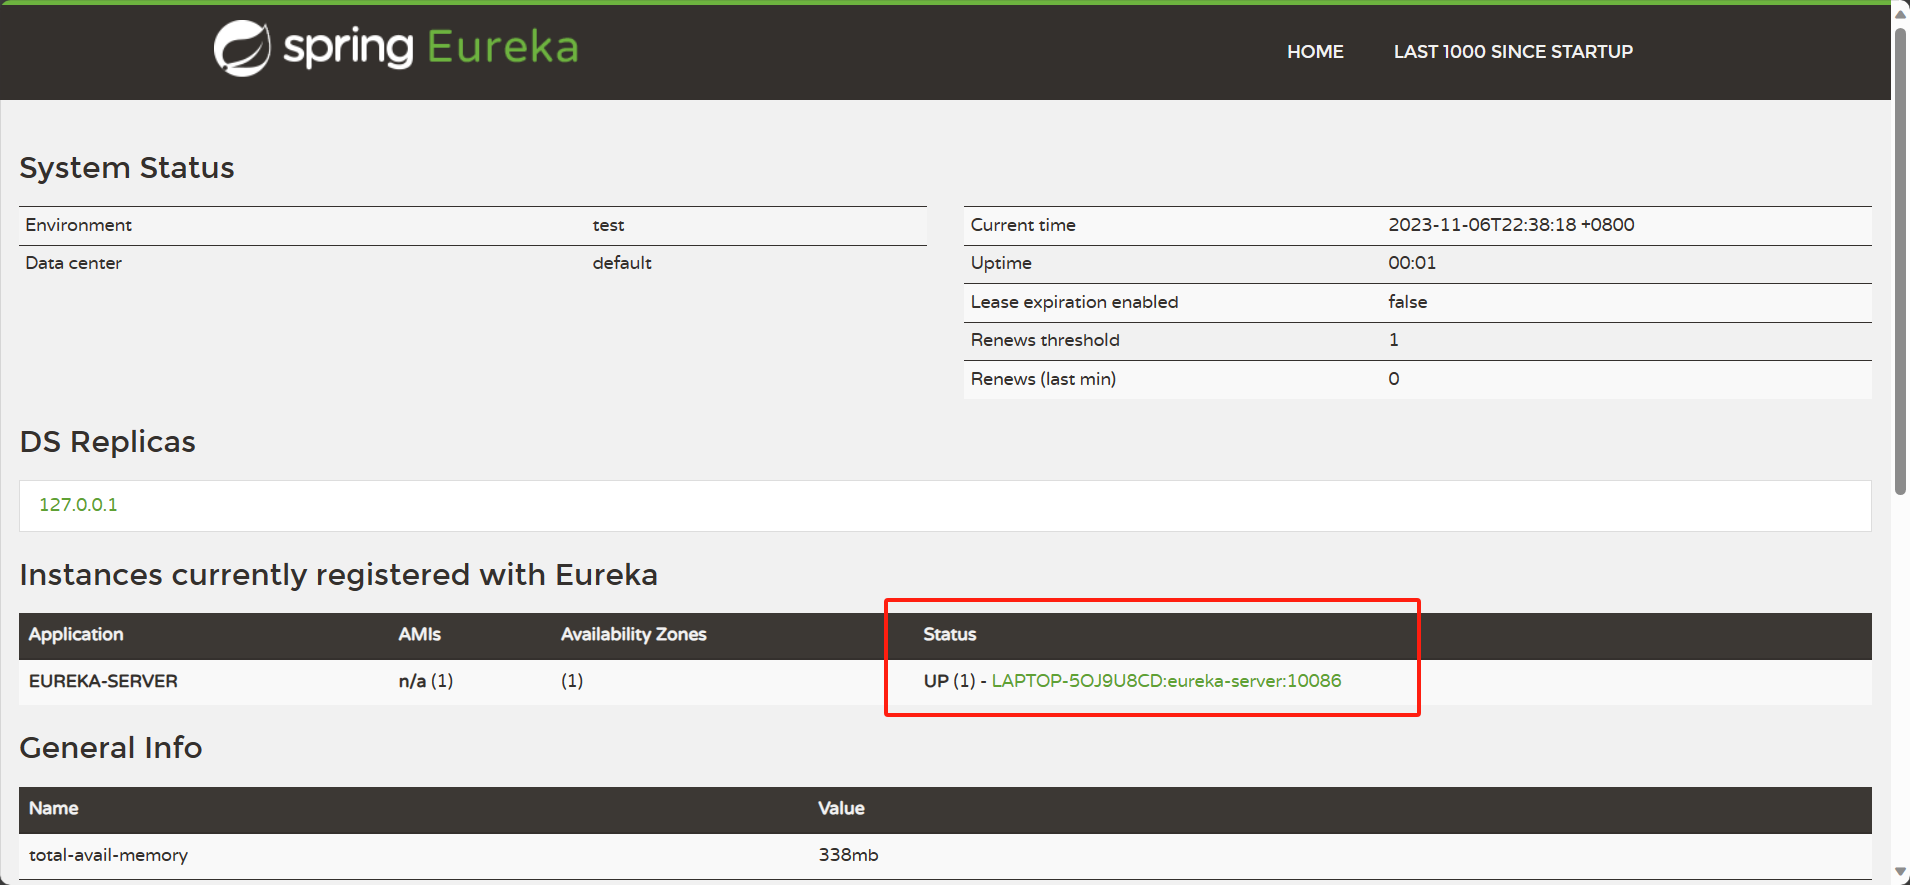 spring Eureka
HOME LAST 1000 SINCE STARTUP
System Status
Environment test
Data center default
Current time 2023-11-06T22:38:18 +0800
Uptime 00:01
Lease expiration enabled false
Renews threshold 1
Renews (last min) 0
DS Replicas
127.0.0.1
Instances currently registered with Eureka
Application AMIs Availability Zones Status
EUREKA-SERVER n/a (1) (1) UP (1) - LAPTOP-5OJ9U8CD:eureka-server:10086
General Info
Name Value
total-avail-memory 338mb